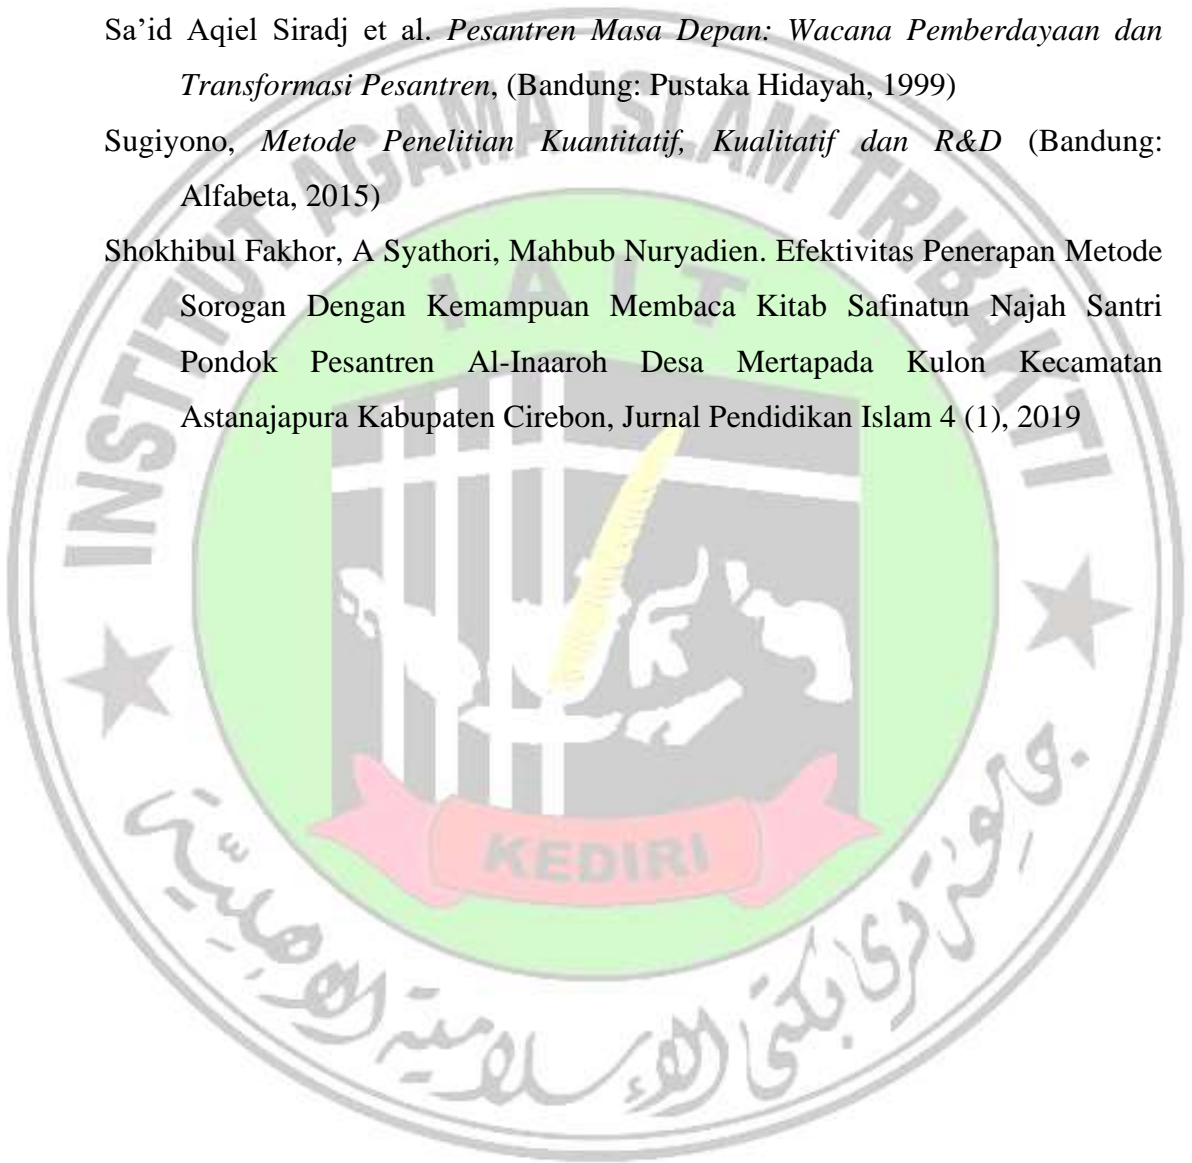 Sa’id Aqiel Siradj et al. Pesantren Masa Depan: Wacana Pemberdayaan dan
Transformasi Pesantren, (Bandung: Pustaka Hidayah, 1999)
Sugiyono, Metode Penelitian Kuantitatif, Kualitatif dan R&D (Bandung:
Alfabeta, 2015)
Shokhibul Fakhor, A Syathori, Mahbub Nuryadien. Efektivitas Penerapan Metode
Sorogan Dengan Kemampuan Membaca Kitab Safinatun Najah Santri
Pondok Pesantren Al-Inaaroh Desa Mertapada Kulon Kecamatan
Astanajapura Kabupaten Cirebon, Jurnal Pendidikan Islam 4 (1), 2019
INSTITUT AGAMA ISLAM TRIBAKTI
I A I T
KEDIRI
الإسلامية الأهلية